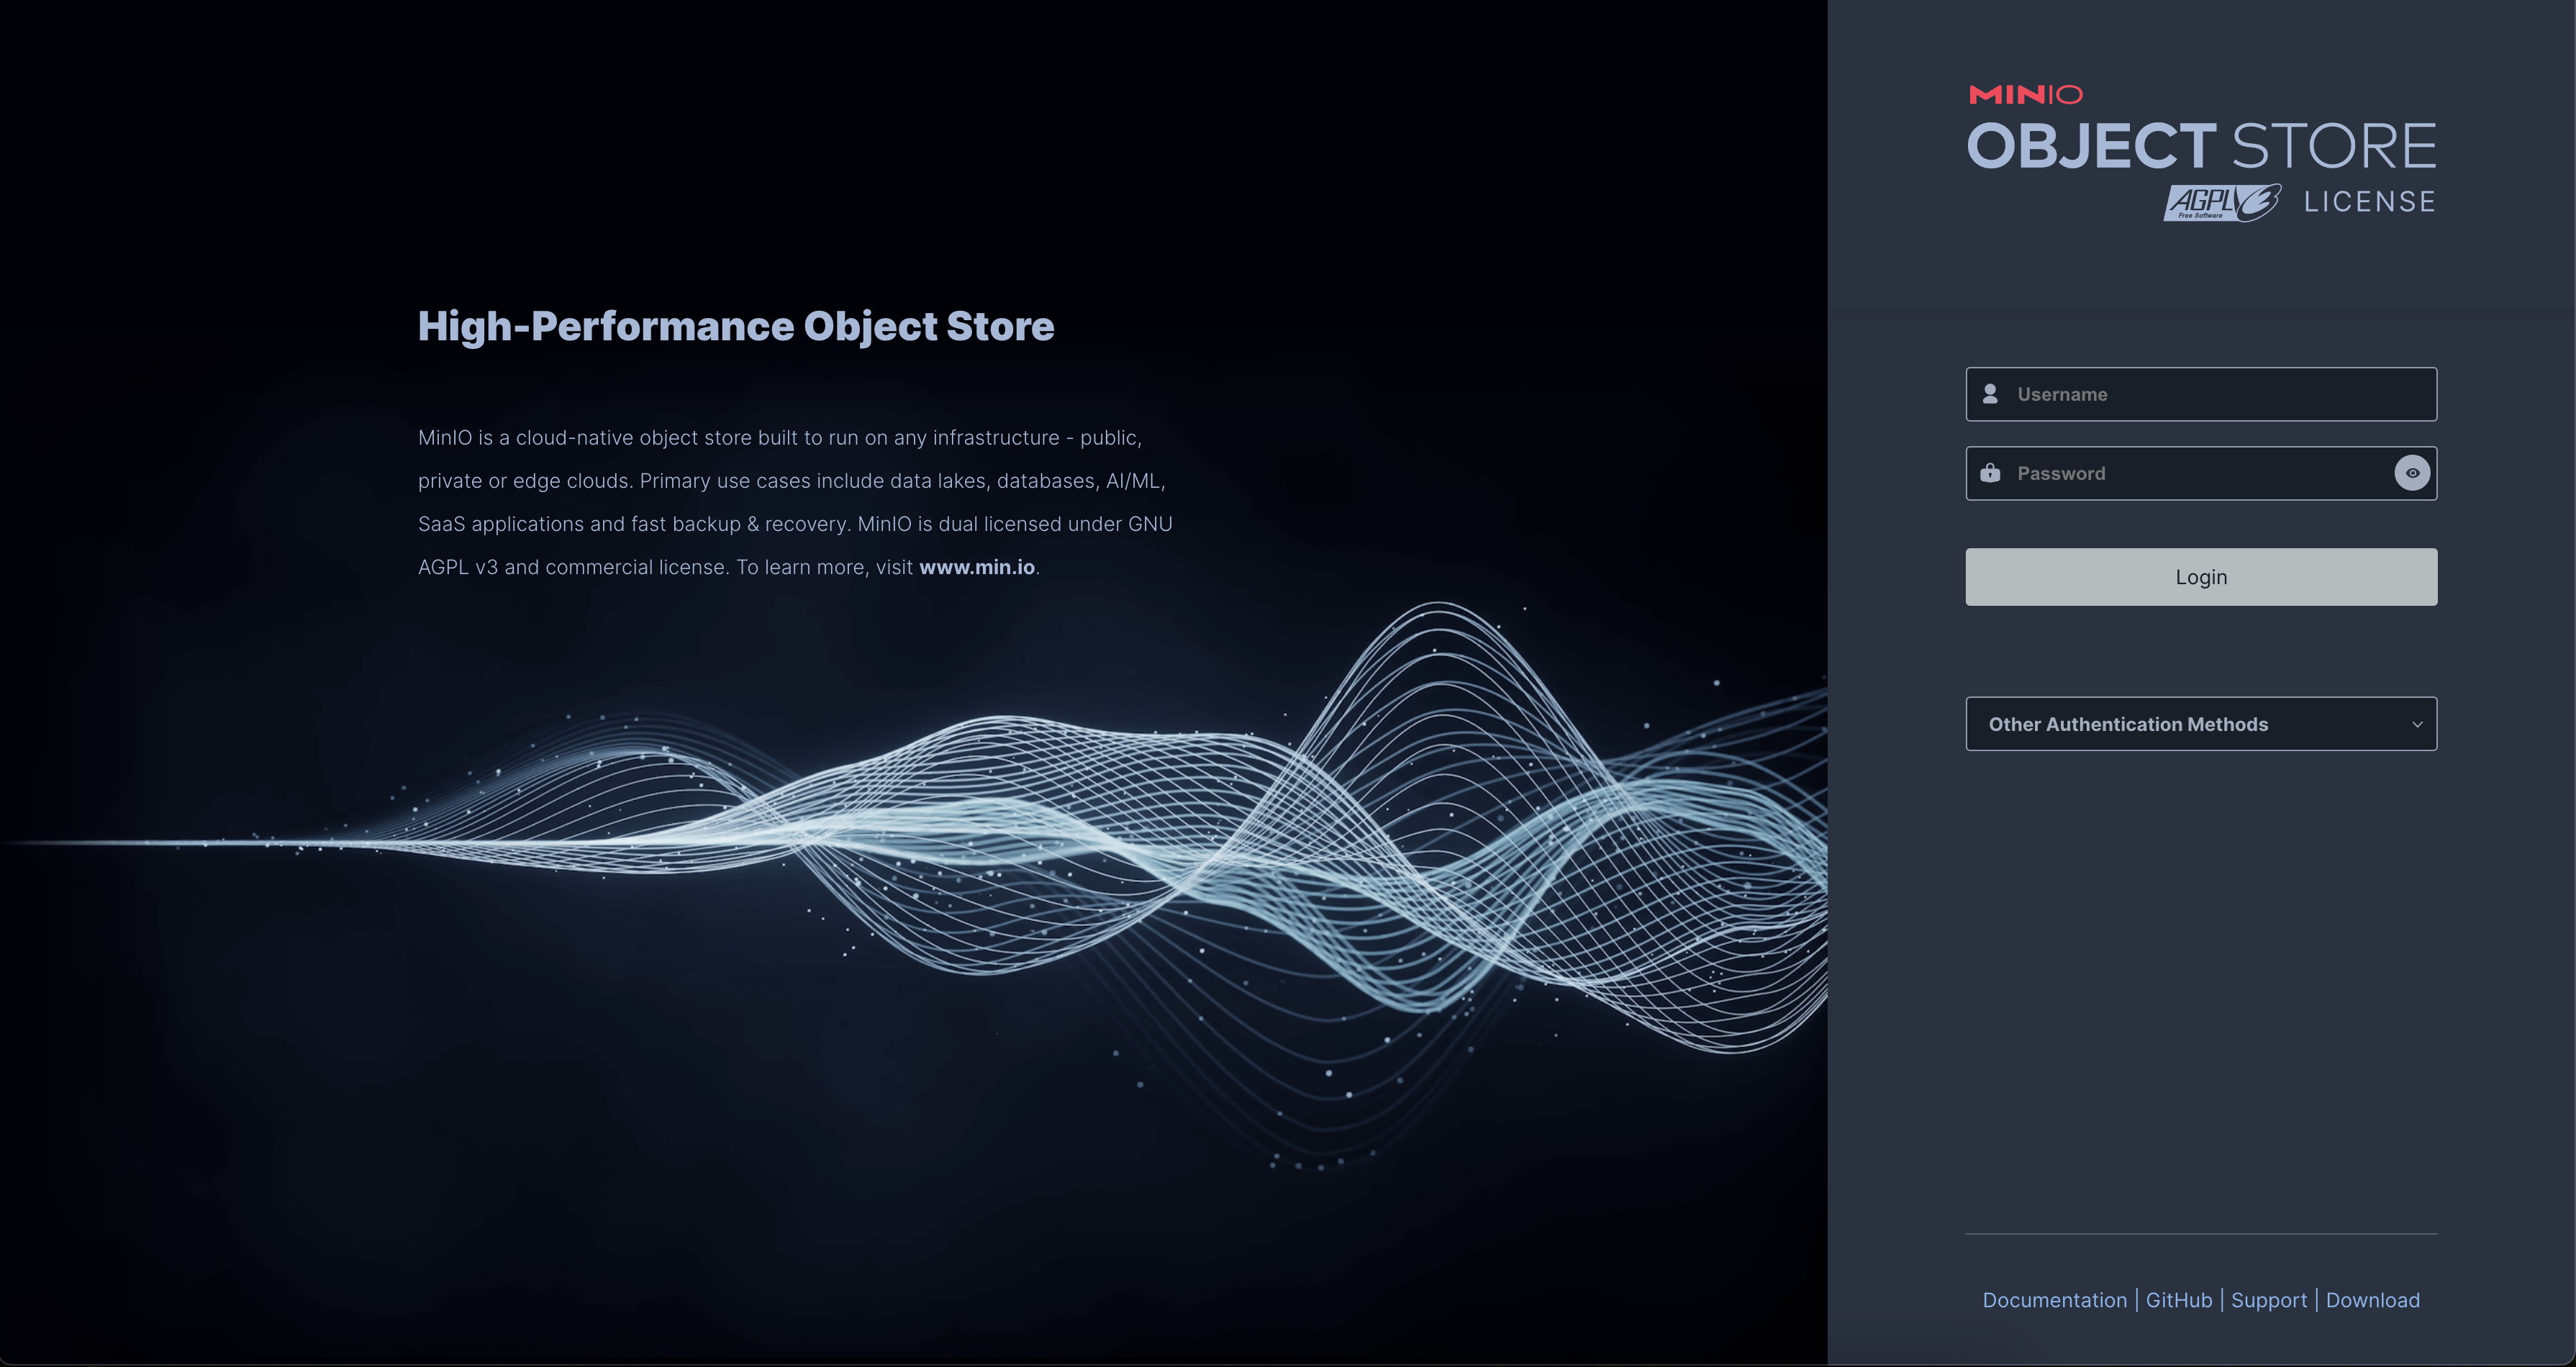 High-Performance Object Store
MinIO is a cloud-native object store built to run on any infrastructure - public,
private or edge clouds. Primary use cases include data lakes, databases, AI/ML,
SaaS applications and fast backup & recovery. MinIO is dual licensed under GNU
AGPL v3 and commercial license. To learn more, visit www.min.io.
MINIO
OBJECT STORE
AGPLv3 LICENSE
Free Software
Username
Password
Login
Other Authentication Methods
Documentation | GitHub | Support | Download